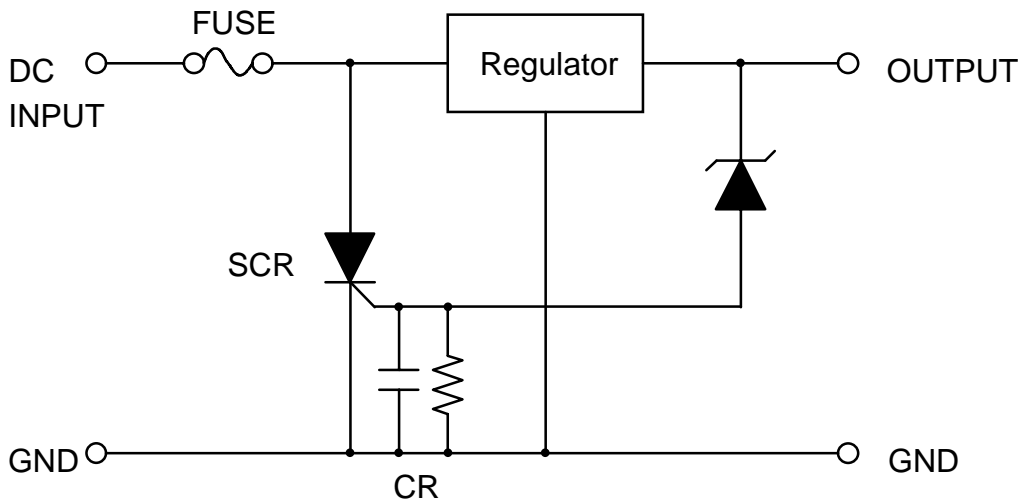 FUSE
DC
INPUT
Regulator
OUTPUT
SCR
GND
CR
GND